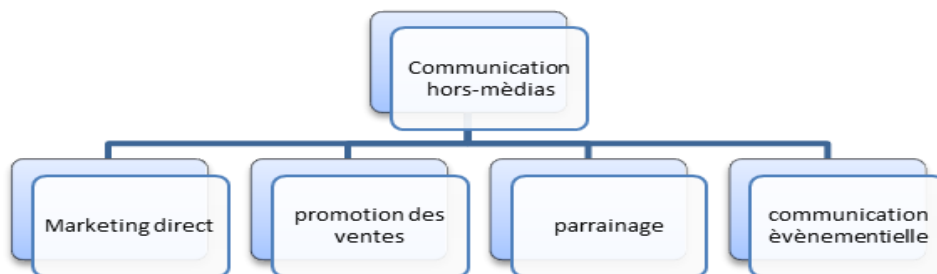 Communication
hors-mèdias
Marketing direct
promotion des
ventes
parrainage
communication
èvènementielle